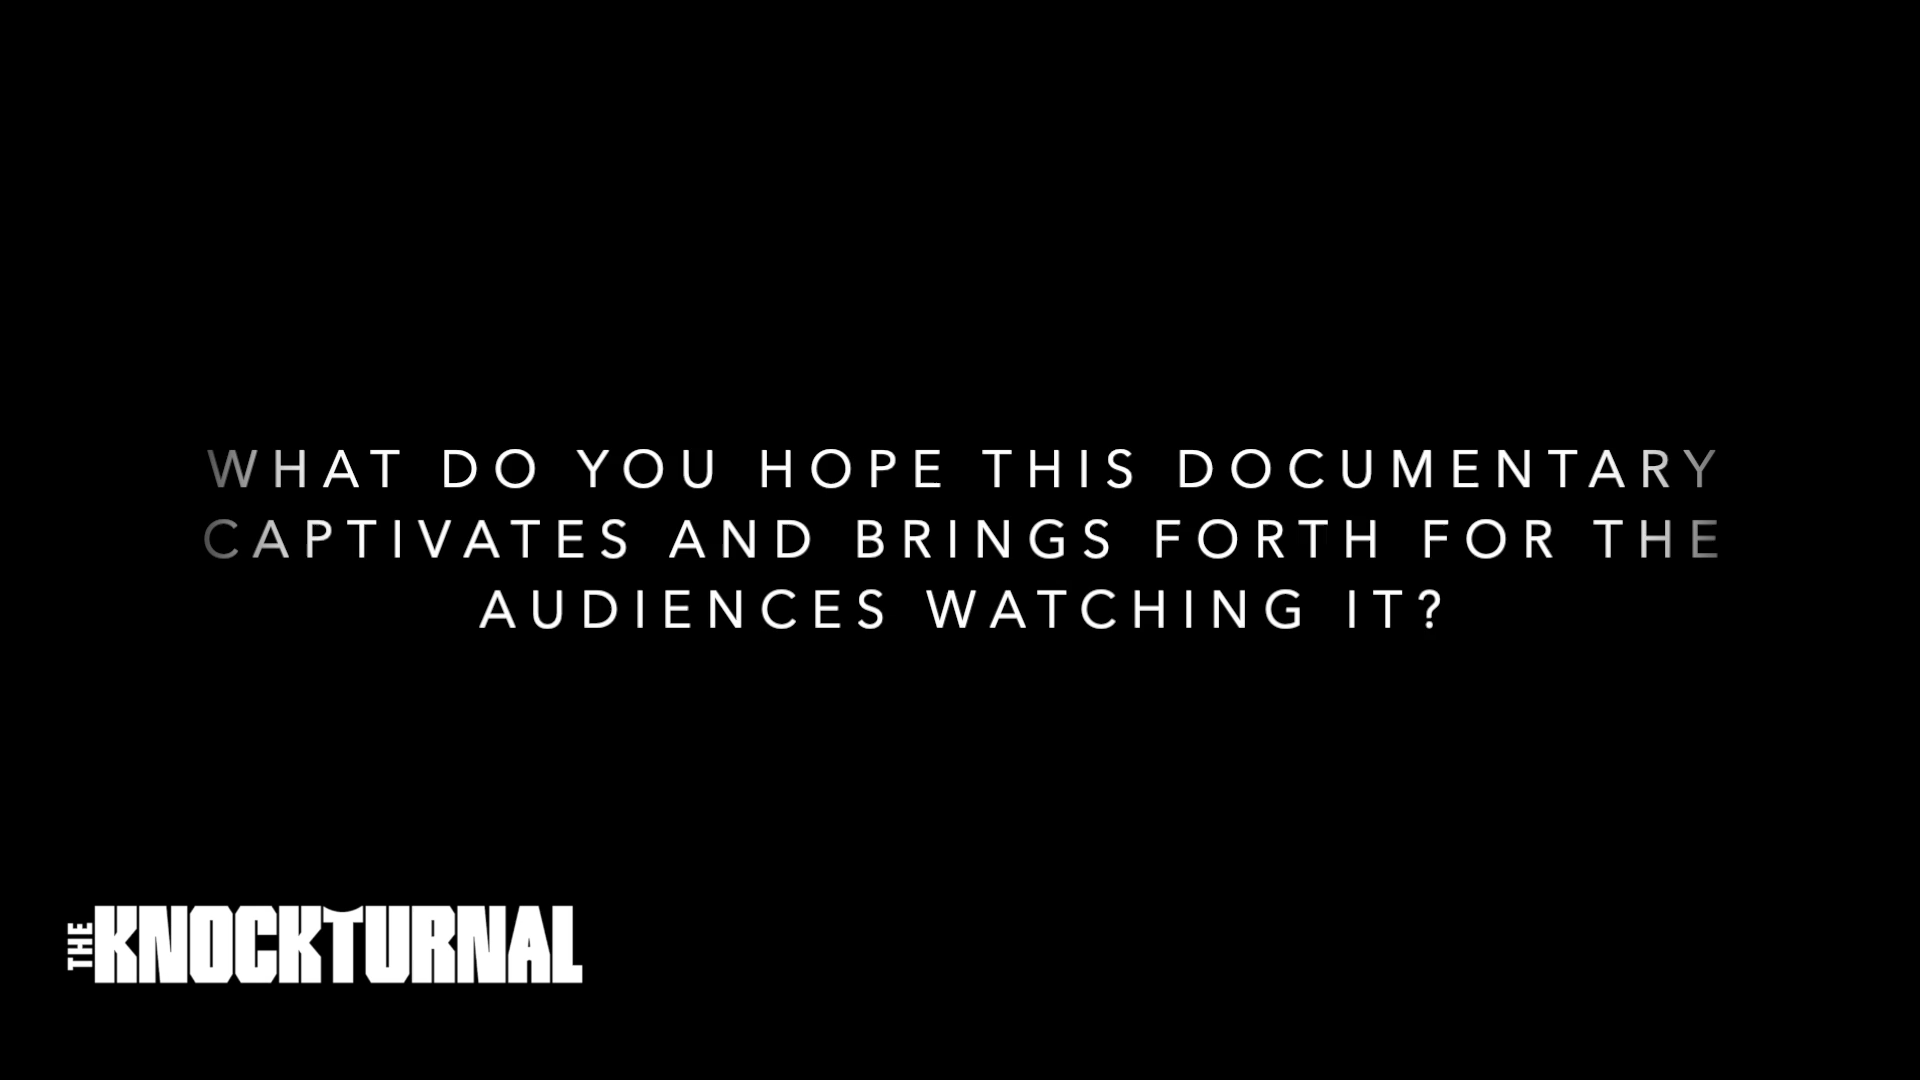 WHAT DO YOU HOPE THIS DOCUMENTARY
CAPTIVATES AND BRINGS FORTH FOR THE
AUDIENCES WATCHING IT?
THE KNOCKTURNAL